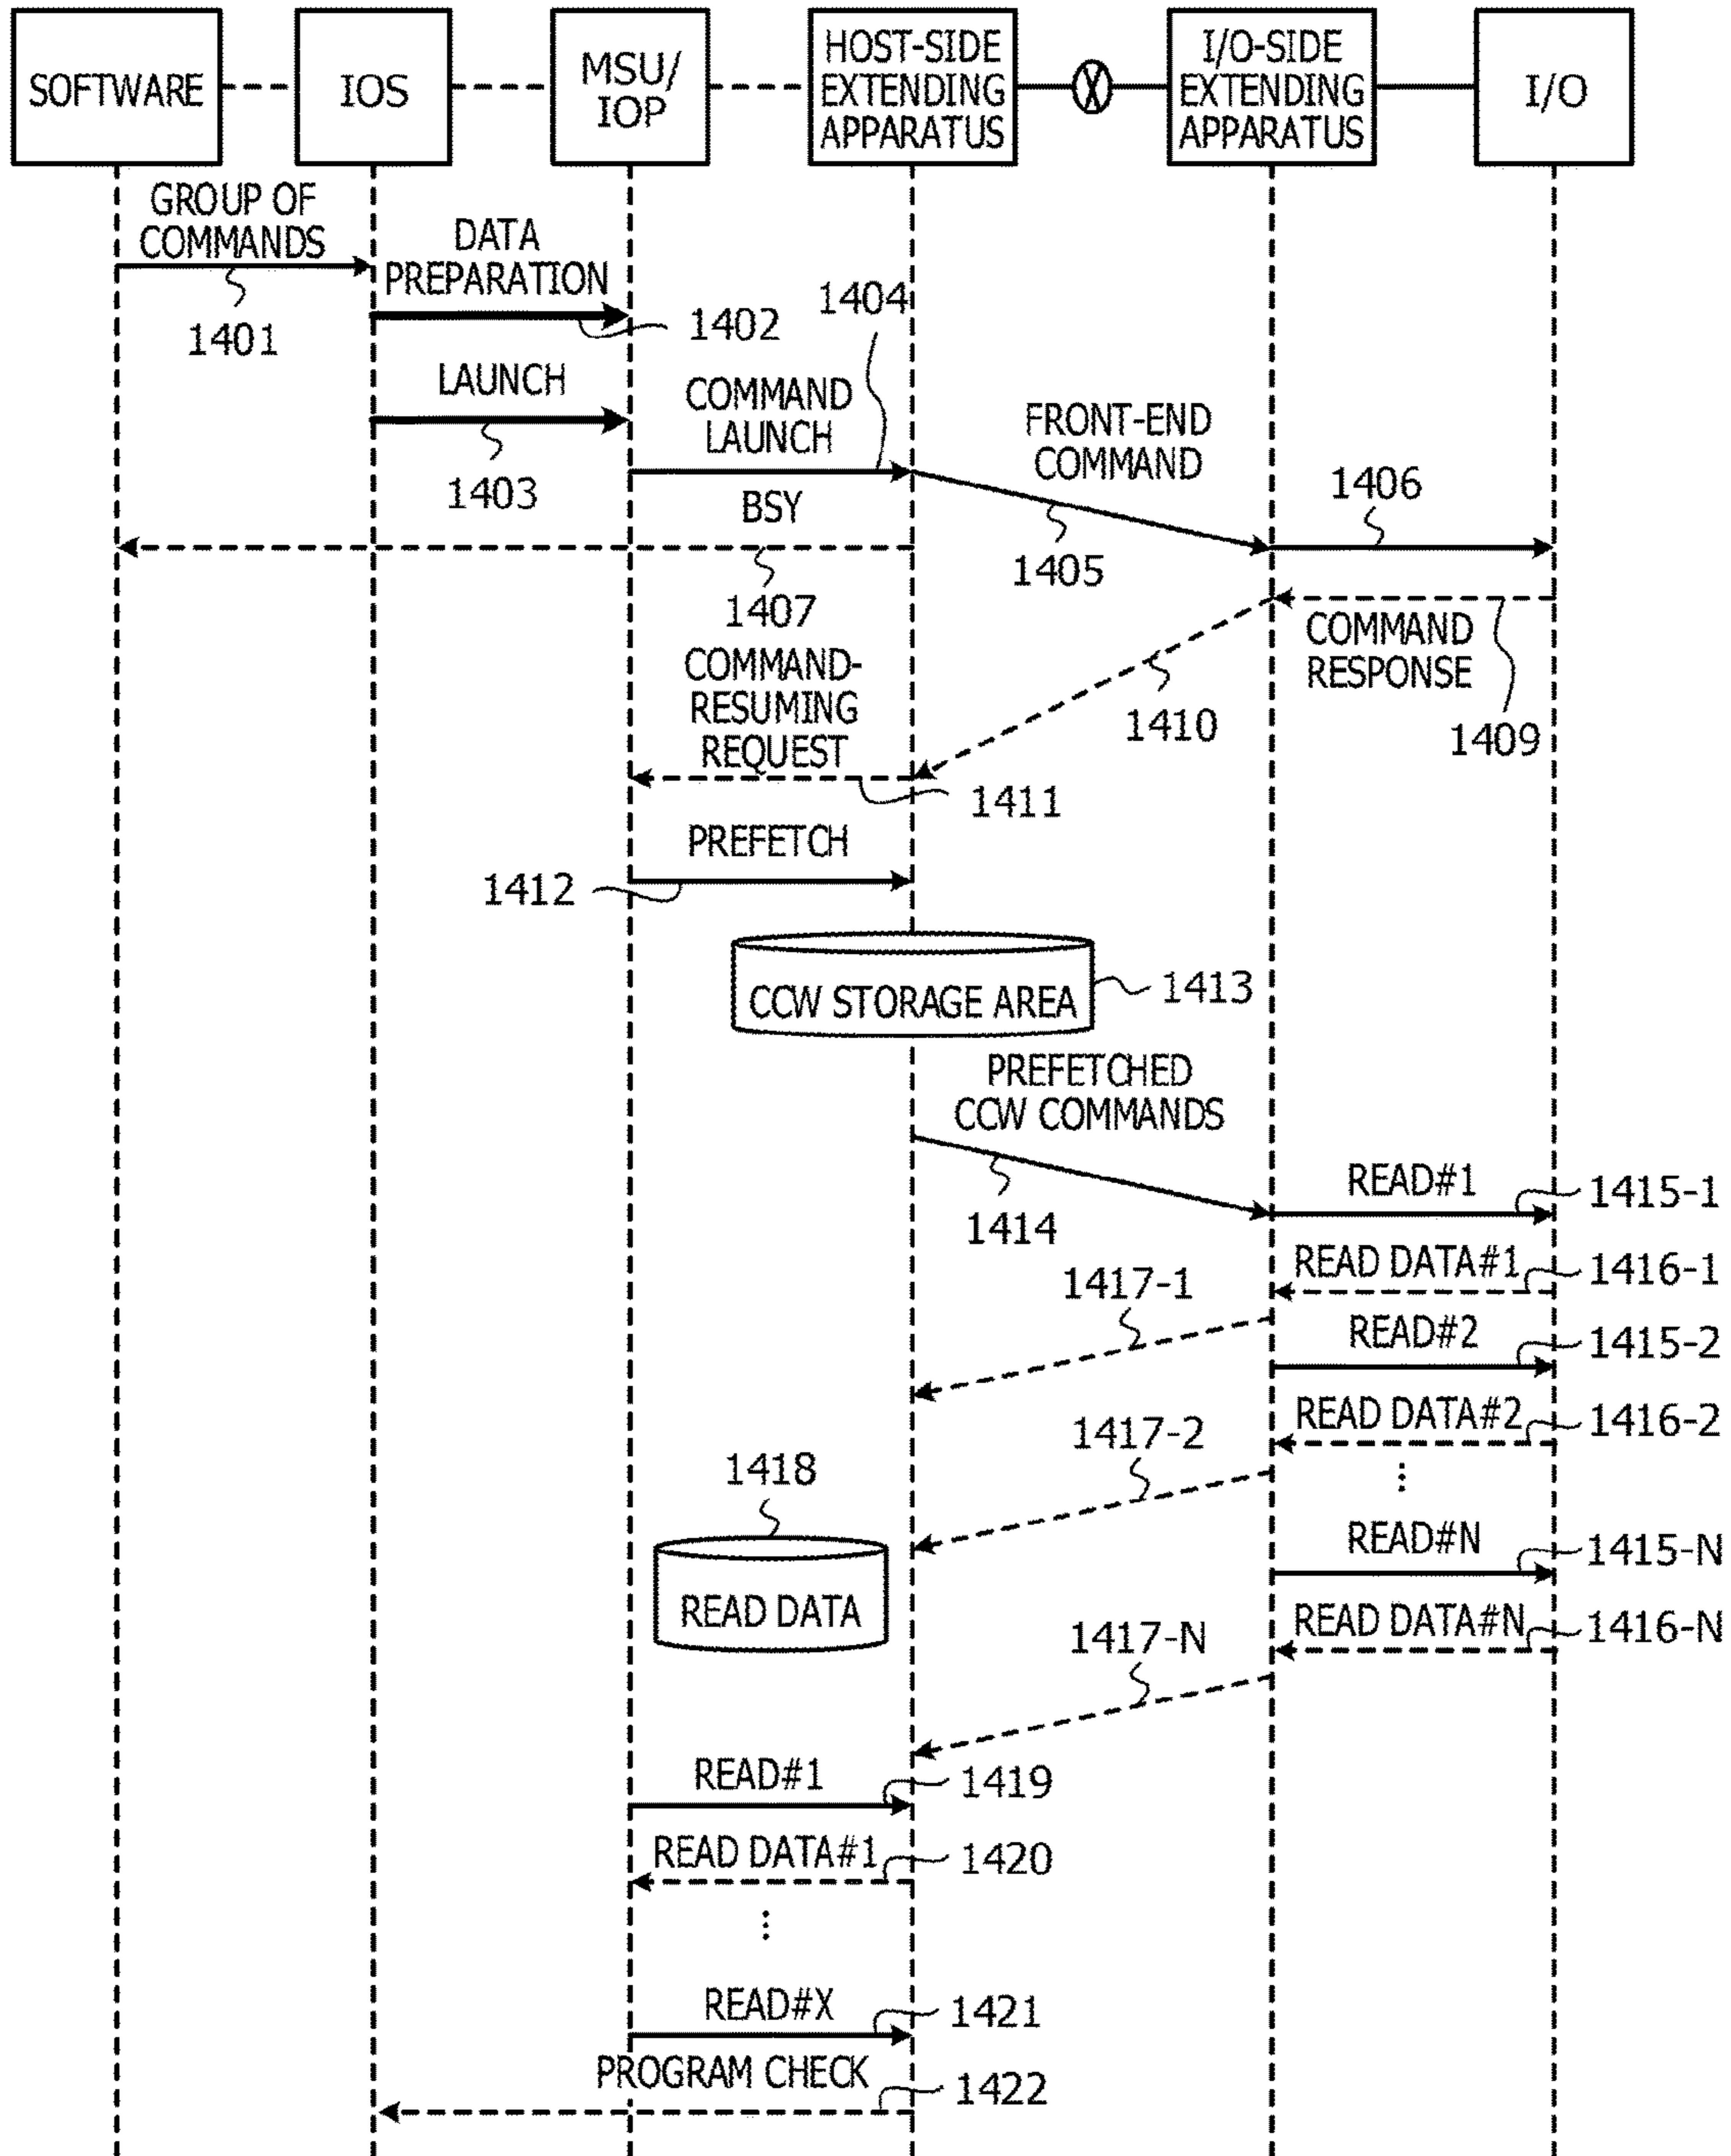 SOFTWARE
IOS
MSU/
IOP
HOST-SIDE
EXTENDING
APPARATUS
X
I/O-SIDE
EXTENDING
APPARATUS
I/O
GROUP OF
COMMANDS
1401
DATA
PREPARATION
1402
1404
LAUNCH
1403
COMMAND
LAUNCH
FRONT-END
COMMAND
1405
1406
BSY
1407
COMMAND
RESPONSE
1409
1410
COMMAND-
RESUMING
REQUEST
1411
PREFETCH
1412
CCW STORAGE AREA
1413
PREFETCHED
CCW COMMANDS
1414
READ#1
1415-1
READ DATA#1
1416-1
1417-1
READ#2
1415-2
READ DATA#2
1416-2
1417-2
⋮
1418
READ DATA
READ#N
1415-N
READ DATA#N
1416-N
1417-N
READ#1
1419
READ DATA#1
1420
⋮
READ#X
1421
PROGRAM CHECK
1422